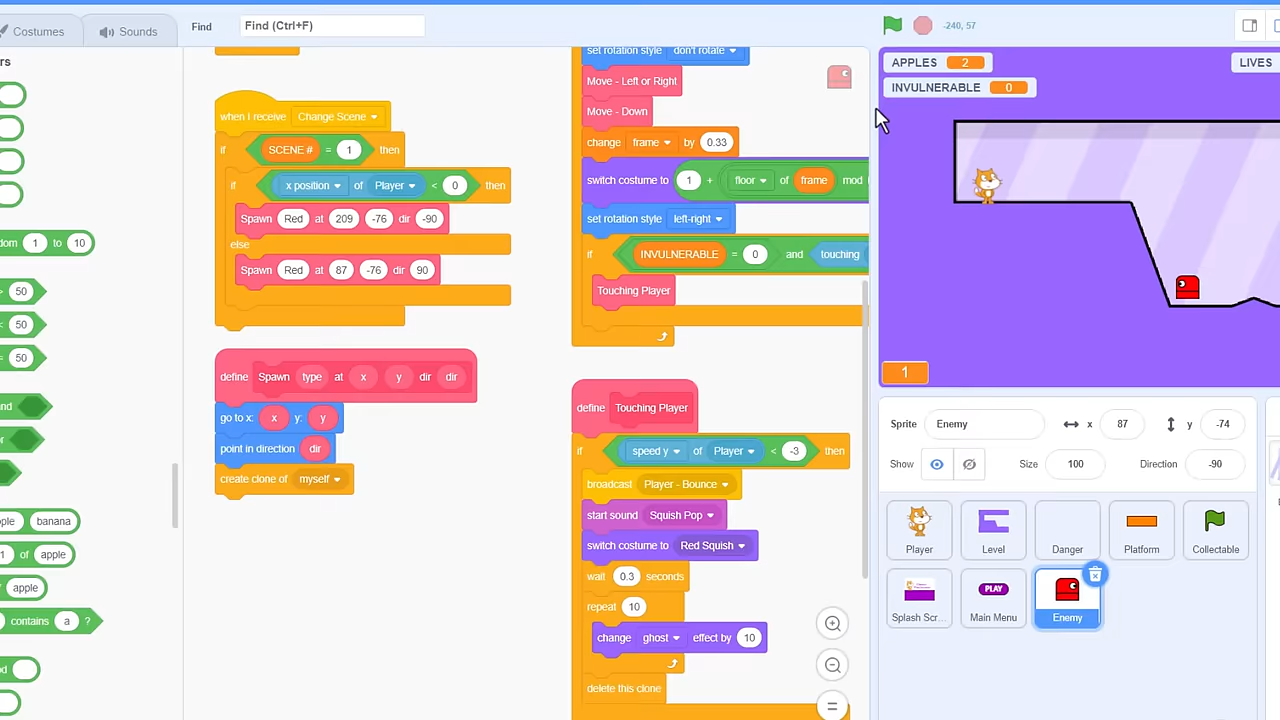 Costumes
Sounds
Find
Find (Ctrl+F)
-240, 57
APPLES 2
INVULNERABLE 0
LIVES
1
when I receive Change Scene
if SCENE # = 1 then
if x position of Player < 0 then
Spawn Red at 209 -76 dir -90
else
Spawn Red at 87 -76 dir 90
define Spawn type at x y dir dir
go to x: x y: y
point in direction dir
create clone of myself
set rotation style don't rotate
Move - Left or Right
Move - Down
change frame by 0.33
switch costume to 1 + floor of frame mod
set rotation style left-right
if INVULNERABLE = 0 and touching
Touching Player
define Touching Player
if speed y of Player < -3 then
broadcast Player - Bounce
start sound Squish Pop
switch costume to Red Squish
wait 0.3 seconds
repeat 10
change ghost effect by 10
delete this clone
1 to 10
50
50
50
banana
of apple
apple
contains a ?
Sprite Enemy x 87 y -74
Show Size 100 Direction -90
Player
Level
Danger
Platform
Collectable
Splash Scr...
Main Menu
Enemy
PLAY